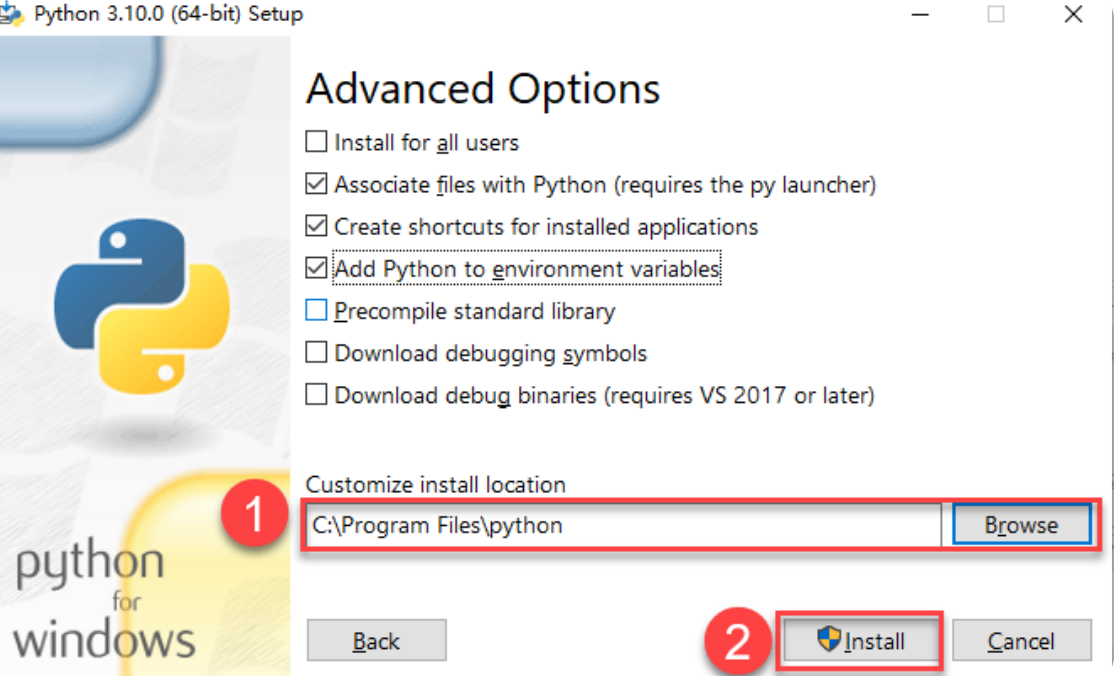 Python 3.10.0 (64-bit) Setup
Advanced Options
Install for all users
Associate files with Python (requires the py launcher)
Create shortcuts for installed applications
Add Python to environment variables
Precompile standard library
Download debugging symbols
Download debug binaries (requires VS 2017 or later)
Customize install location
1
C:\Program Files\python
Browse
python
for
windows
Back
2
Install
Cancel